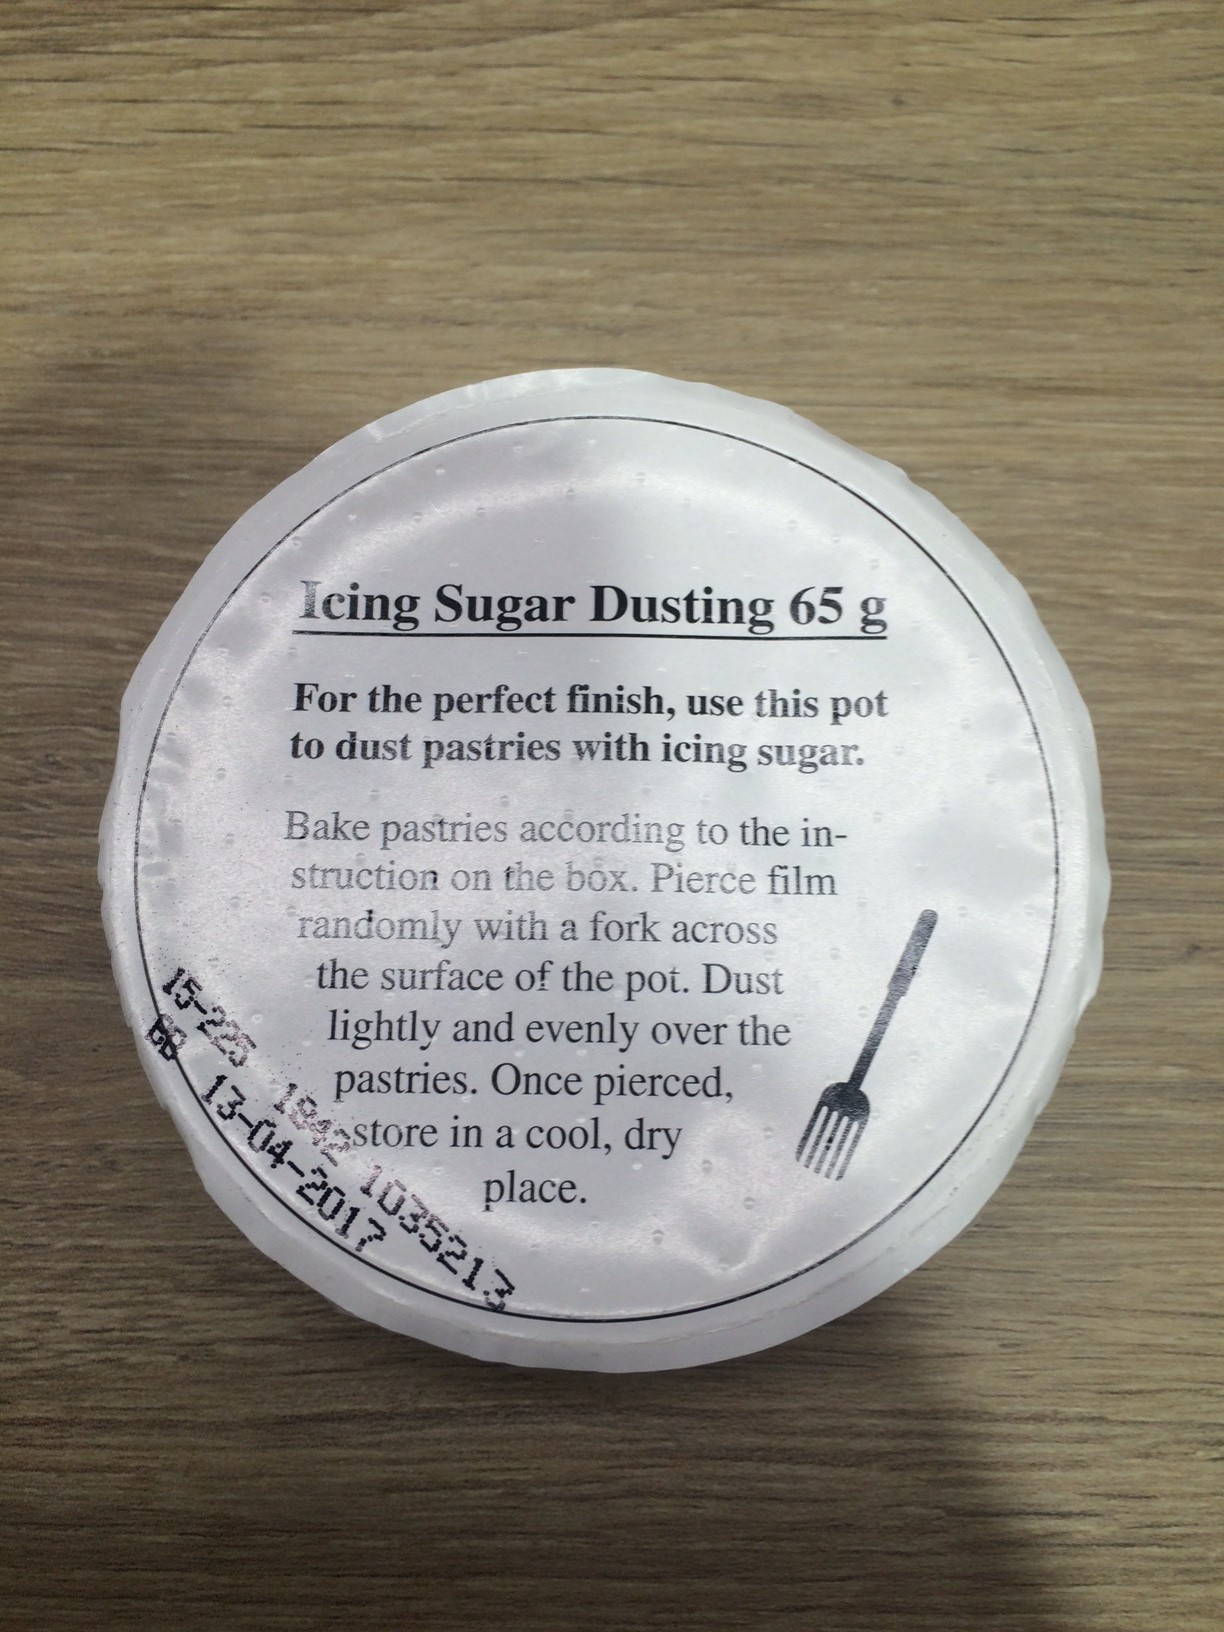 Icing Sugar Dusting 65 g
For the perfect finish, use this pot
to dust pastries with icing sugar.
Bake pastries according to the in-
struction on the box. Pierce film
randomly with a fork across
the surface of the pot. Dust
lightly and evenly over the
pastries. Once pierced,
store in a cool, dry
place.
15-225 1842 1035213
BB 13-04-2017